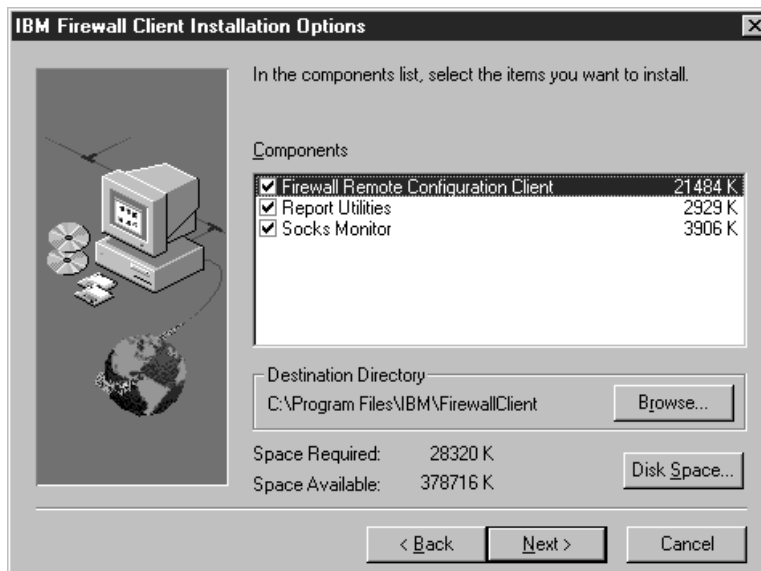 IBM Firewall Client Installation Options
In the components list, select the items you want to install.
Components
Firewall Remote Configuration Client 21484 K
Report Utilities 2929 K
Socks Monitor 3906 K
Destination Directory
C:\Program Files\IBM\FirewallClient
Browse...
Space Required: 28320 K
Space Available: 378716 K
Disk Space...
< Back
Next >
Cancel